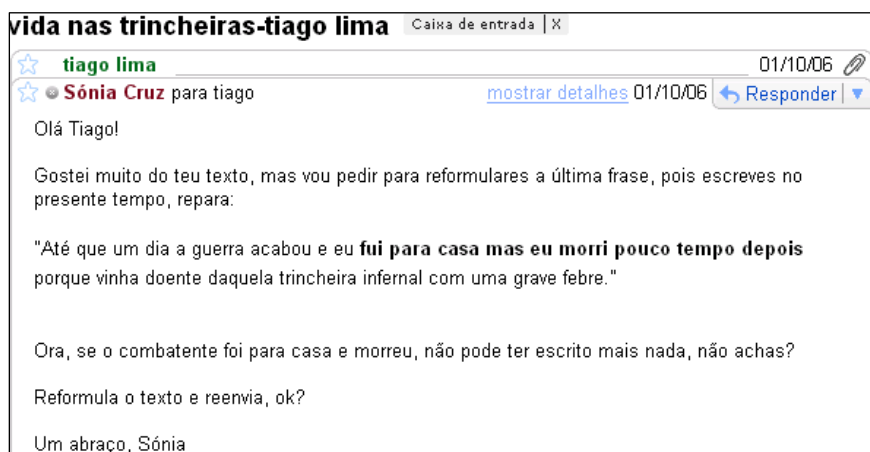 vida nas trincheiras-tiago lima Caixa de entrada | X
tiago lima 01/10/06
Sónia Cruz para tiago mostrar detalhes 01/10/06 Responder
Olá Tiago!
Gostei muito do teu texto, mas vou pedir para reformulares a última frase, pois escreves no
presente tempo, repara:
"Até que um dia a guerra acabou e eu fui para casa mas eu morri pouco tempo depois
porque vinha doente daquela trincheira infernal com uma grave febre."
Ora, se o combatente foi para casa e morreu, não pode ter escrito mais nada, não achas?
Reformula o texto e reenvia, ok?
Um abraço, Sónia